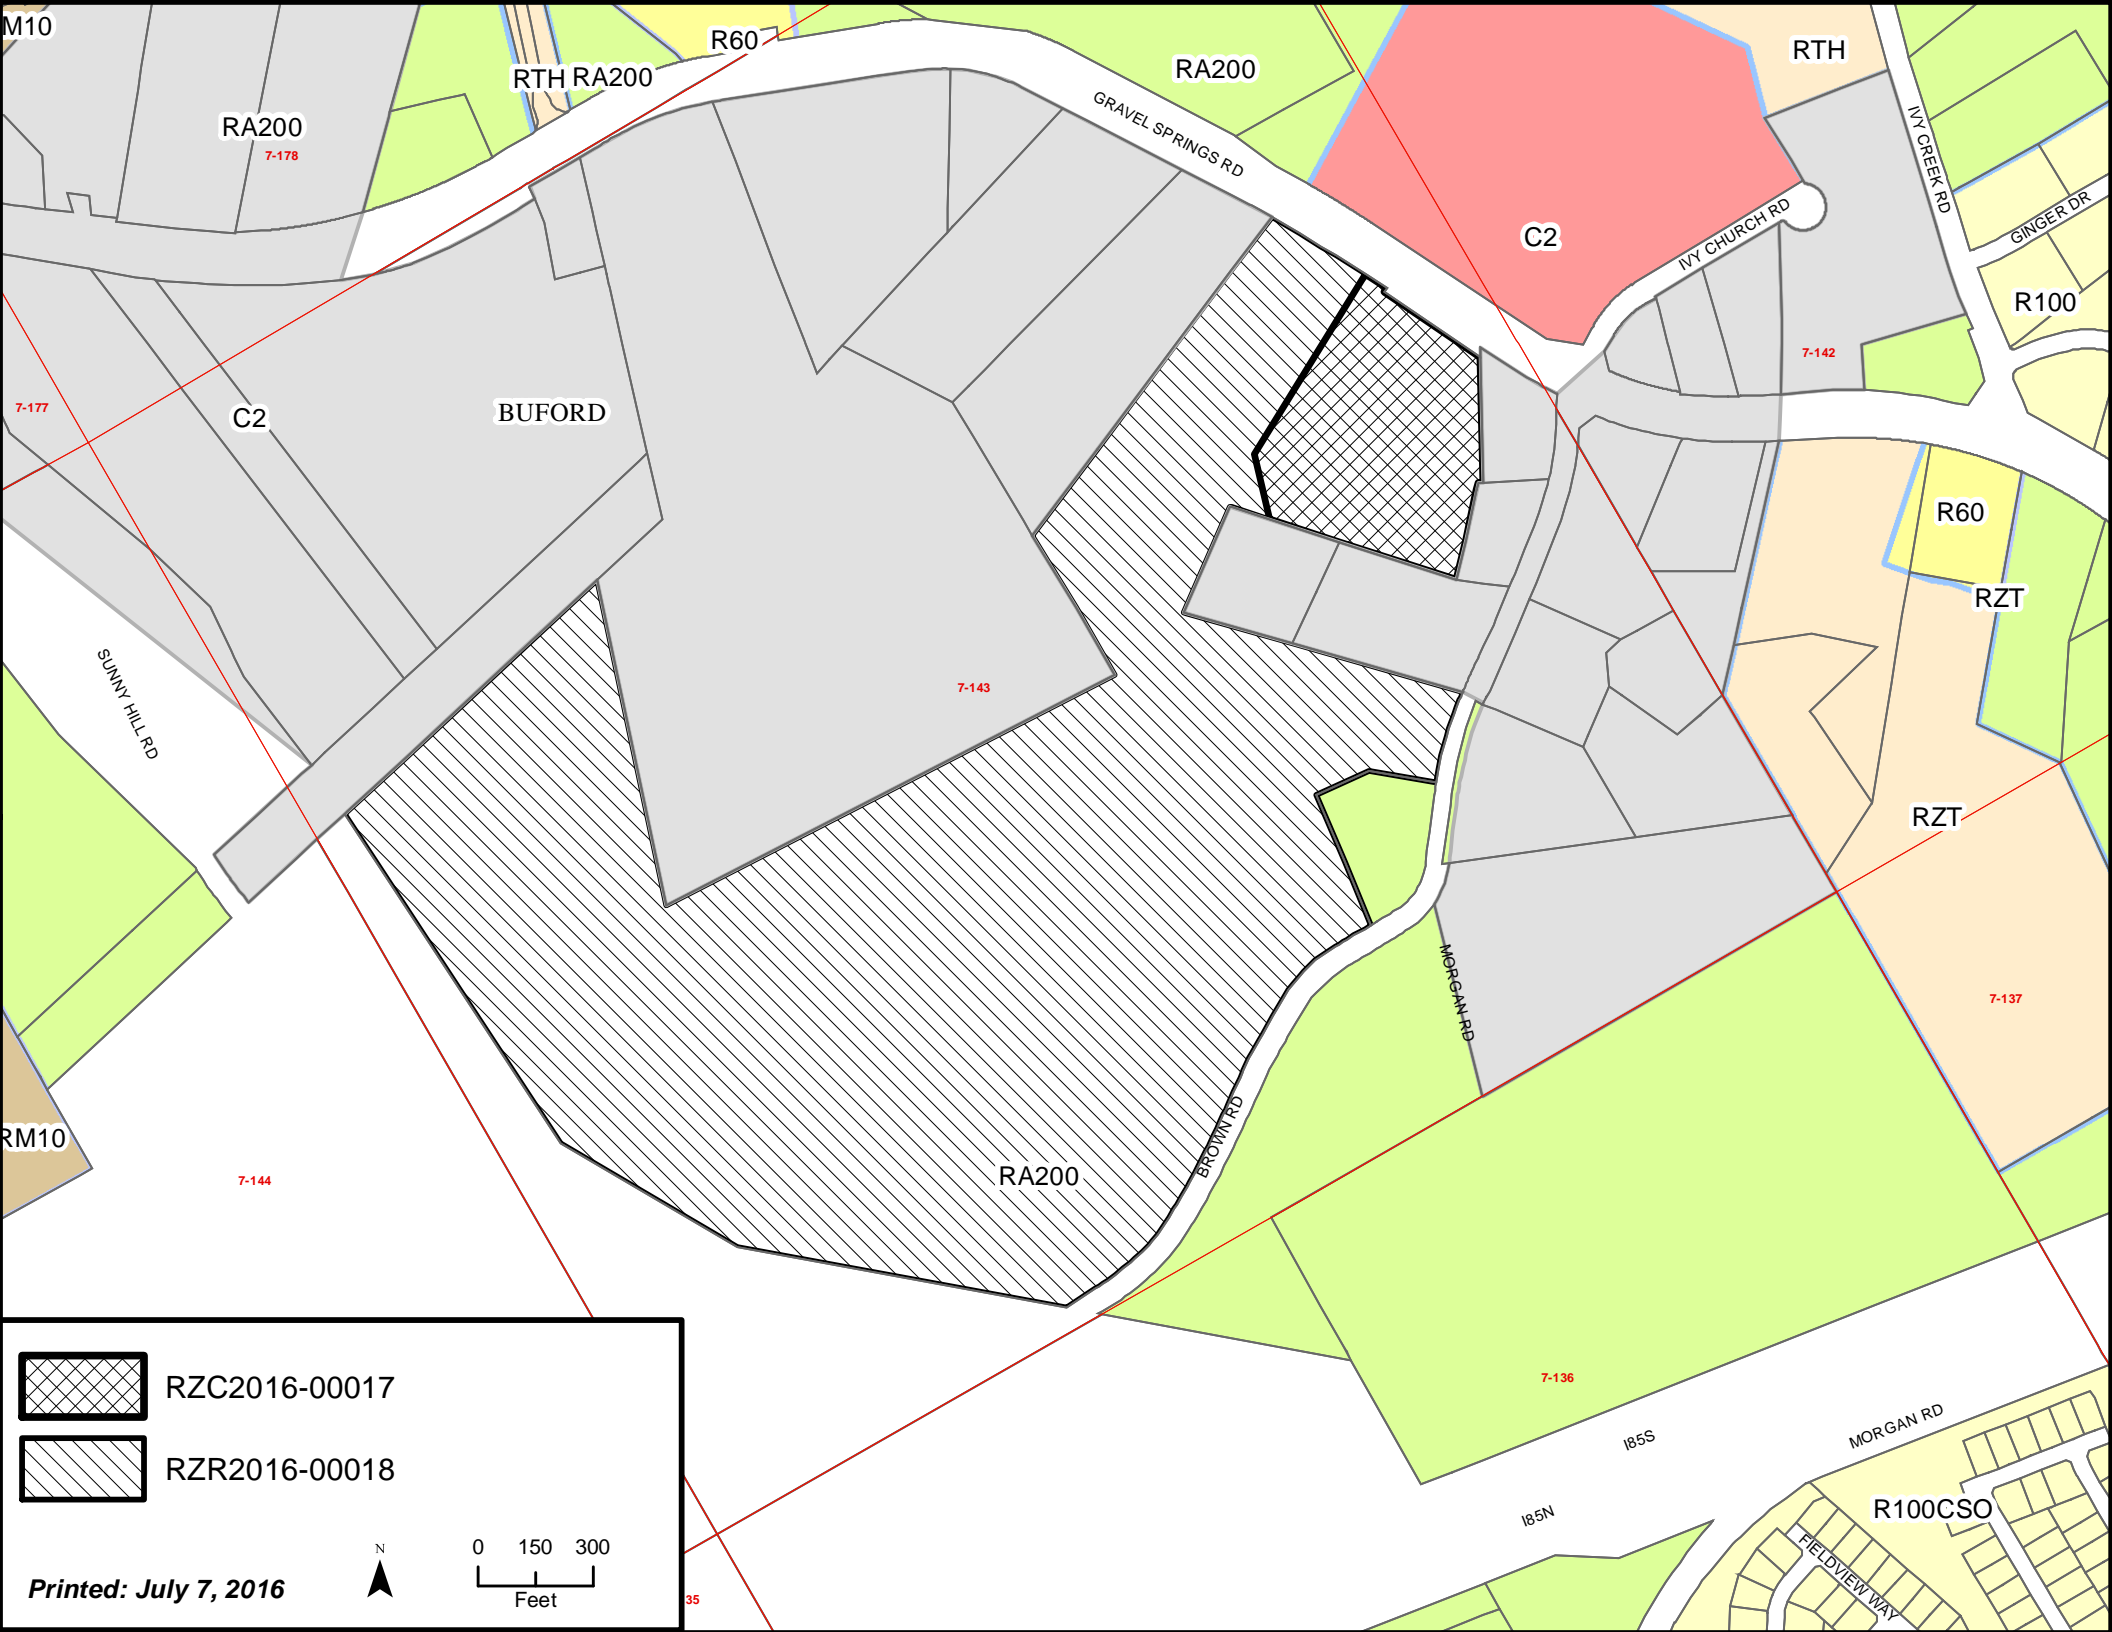 M10
R60
RTH
RA200
RA200
RTH
RA200
7-178
GRAVEL SPRINGS RD
IVY CREEK RD
GINGER DR
C2
IVY CHURCH RD
R100
7-142
7-177
C2
BUFORD
R60
RZT
SUNNY HILL RD
7-143
RZT
MORGAN RD
7-137
BROWN RD
RM10
7-144
RA200
7-136
RZC2016-00017
RZR2016-00018
I85S
MORGAN RD
I85N
R100CSO
FIELDVIEW WAY
N
0 150 300
Feet
Printed: July 7, 2016
35